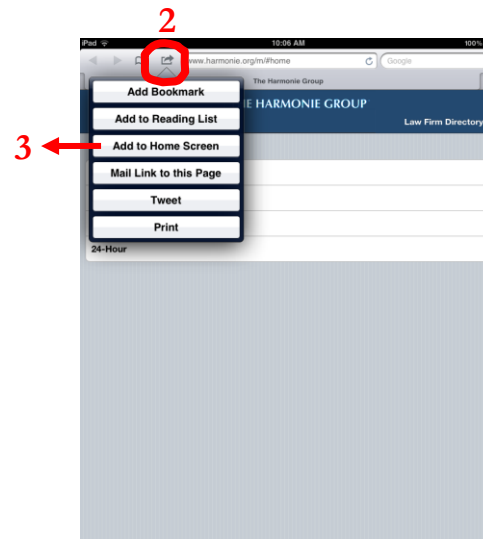 2
iPad 10:06 AM 100%
www.harmonie.org/m/#home Google
The Harmonie Group
Add Bookmark
HE HARMONIE GROUP
Add to Reading List
Law Firm Directory
3 Add to Home Screen
Mail Link to this Page
Tweet
Print
24-Hour